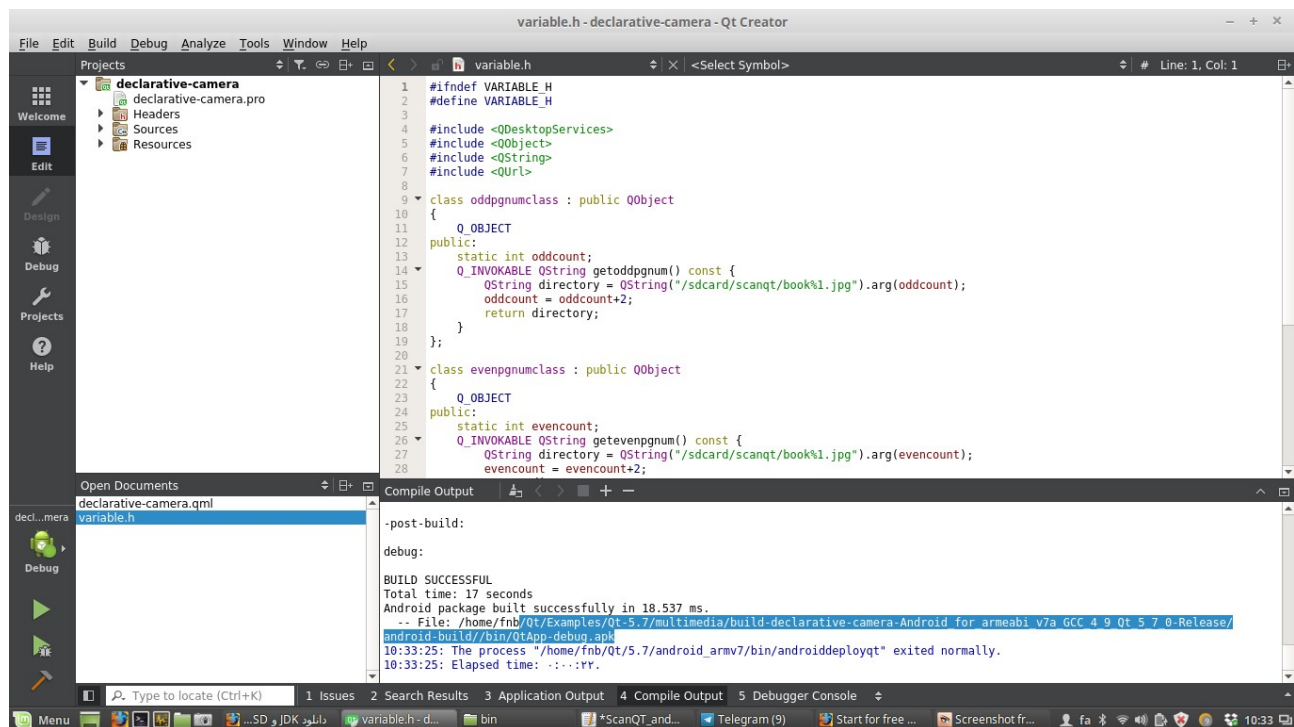 variable.h - declarative-camera - Qt Creator
File Edit Build Debug Analyze Tools Window Help
Projects
variable.h
<Select Symbol>
# Line: 1, Col: 1
Welcome
Edit
Design
Debug
Projects
Help
decl...mera
Debug
declarative-camera
declarative-camera.pro
Headers
Sources
Resources
Open Documents
declarative-camera.qml
variable.h
1 #ifndef VARIABLE_H
2 #define VARIABLE_H
3
4 #include <QDesktopServices>
5 #include <QObject>
6 #include <QString>
7 #include <QUrl>
8
9 class oddpgnumclass : public QObject
10 {
11 Q_OBJECT
12 public:
13 static int oddcount;
14 Q_INVOKABLE QString getoddpgnum() const {
15 QString directory = QString("/sdcard/scanqt/book%1.jpg").arg(oddcount);
16 oddcount = oddcount+2;
17 return directory;
18 }
19 };
20
21 class evenpgnumclass : public QObject
22 {
23 Q_OBJECT
24 public:
25 static int evencount;
26 Q_INVOKABLE QString getevenpgnum() const {
27 QString directory = QString("/sdcard/scanqt/book%1.jpg").arg(evencount);
28 evencount = evencount+2;
Compile Output
-post-build:
debug:
BUILD SUCCESSFUL
Total time: 17 seconds
Android package built successfully in 18.537 ms.
-- File: /home/fnb/Qt/Examples/Qt-5.7/multimedia/build-declarative-camera-Android_for_armeabi_v7a_GCC_4_9_Qt_5_7_0-Release/
android-build//bin/QtApp-debug.apk
10:33:25: The process "/home/fnb/Qt/5.7/android_armv7/bin/androiddeployqt" exited normally.
10:33:25: Elapsed time: ۰:۰۰:۲۲.
Type to locate (Ctrl+K)
1 Issues 2 Search Results 3 Application Output 4 Compile Output 5 Debugger Console
Menu
دانلود JDK و SD...
variable.h - d...
bin
*ScanQT_and...
Telegram (9)
Start for free ...
Screenshot fr...
fa
10:33